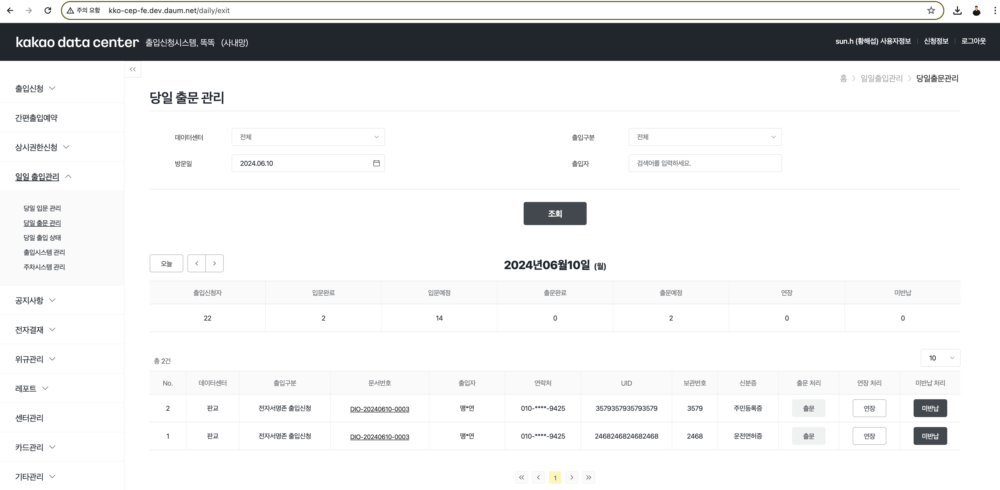 주의 요함 kko-cep-fe.dev.daum.net/daily/exit
kakao data center 출입신청시스템, 똑똑 (사내망)
sun.h (황해섭) 사용자정보 신청정보 로그아웃
출입신청
간편출입예약
상시권한신청
일일 출입관리
당일 입문 관리
당일 출문 관리
당일 출입 상태
출입시스템 관리
주차시스템 관리
공지사항
전자결재
위규관리
레포트
센터관리
카드관리
기타관리
홈 일일출입관리 당일출문관리
당일 출문 관리
데이터센터 전체 출입구분 전체
방문일 2024.06.10 출입자 검색어를 입력하세요.
조회
오늘 2024년06월10일 (월)
출입신청자 입문완료 입문예정 출문완료 출문예정 연장 미반납
22 2 14 0 2 0 0
총 2건 10
No. 데이터센터 출입구분 문서번호 출입자 연락처 UID 보관번호 신분증 출문 처리 연장 처리 미반납 처리
2 판교 전자서명존 출입신청 DIO-20240610-0003 맹*연 010-****-9425 3579357935793579 3579 주민등록증 출문 연장 미반납
1 판교 전자서명존 출입신청 DIO-20240610-0003 맹*연 010-****-9425 2468246824682468 2468 운전면허증 출문 연장 미반납
1